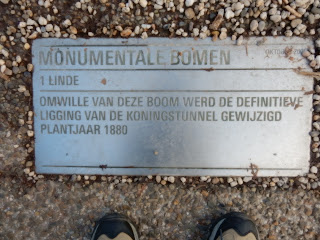 MONUMENTALE BOMEN
1 LINDE
OMWILLE VAN DEZE BOOM WERD DE DEFINITIEVE
LIGGING VAN DE KONINGSTUNNEL GEWIJZIGD
PLANTJAAR 1880